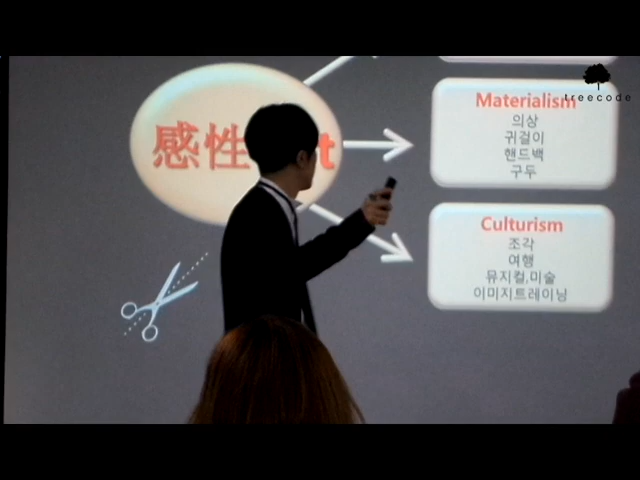 treecode
感性
t
Materialism
의상
귀걸이
핸드백
구두
Culturism
조각
여행
뮤지컬,미술
이미지트레이닝